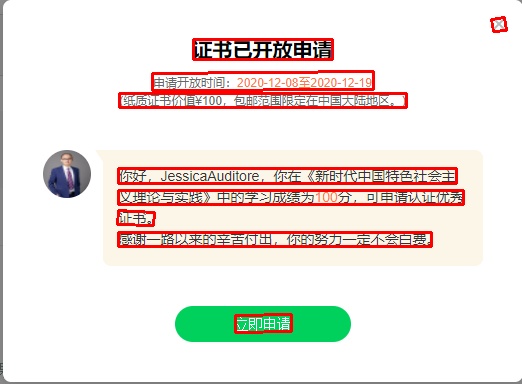 证书已开放申请
申请开放时间：2020-12-08至2020-12-19
(纸质证书价值¥100，包邮范围限定在中国大陆地区。)
你好，JessicaAuditore，你在《新时代中国特色社会主
义理论与实践》中的学习成绩为100分，可申请认证优秀
证书。
感谢一路以来的辛苦付出，你的努力一定不会白费。
立即申请